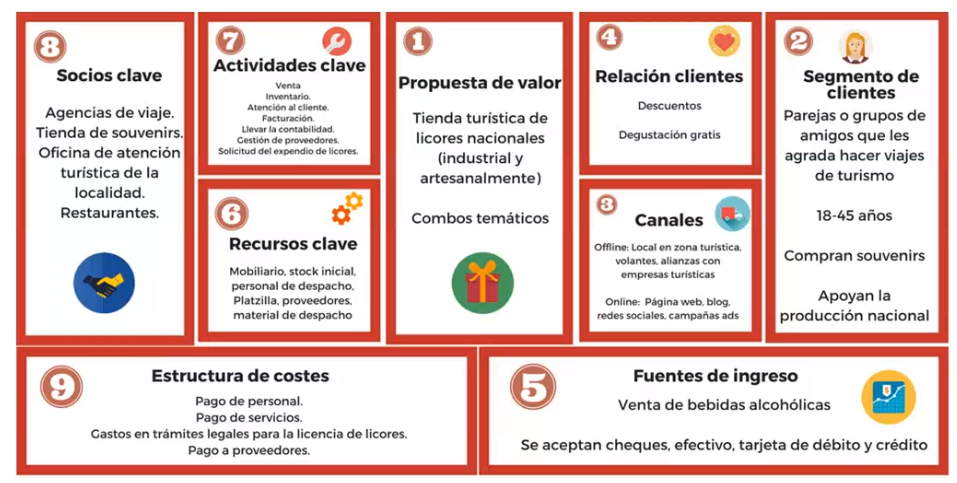 8
Socios clave
Agencias de viaje.
Tienda de souvenirs.
Oficina de atención
turística de la
localidad.
Restaurantes.
7
Actividades clave
Venta
Inventario.
Atención al cliente.
Facturación.
Llevar la contabilidad.
Gestión de proveedores.
Solicitud del expendio de licores.
6
Recursos clave
Mobiliario, stock inicial,
personal de despacho,
Platzilla, proveedores,
material de despacho
1
Propuesta de valor
Tienda turística de
licores nacionales
(industrial y
artesanalmente)
Combos temáticos
4
Relación clientes
Descuentos
Degustación gratis
3
Canales
Offline: Local en zona turística,
volantes, alianzas con
empresas turísticas
Online: Página web, blog,
redes sociales, campañas ads
2
Segmento de
clientes
Parejas o grupos de
amigos que les
agrada hacer viajes
de turismo
18-45 años
Compran souvenirs
Apoyan la
producción nacional
9
Estructura de costes
Pago de personal.
Pago de servicios.
Gastos en trámites legales para la licencia de licores.
Pago a proveedores.
5
Fuentes de ingreso
Venta de bebidas alcohólicas
Se aceptan cheques, efectivo, tarjeta de débito y crédito